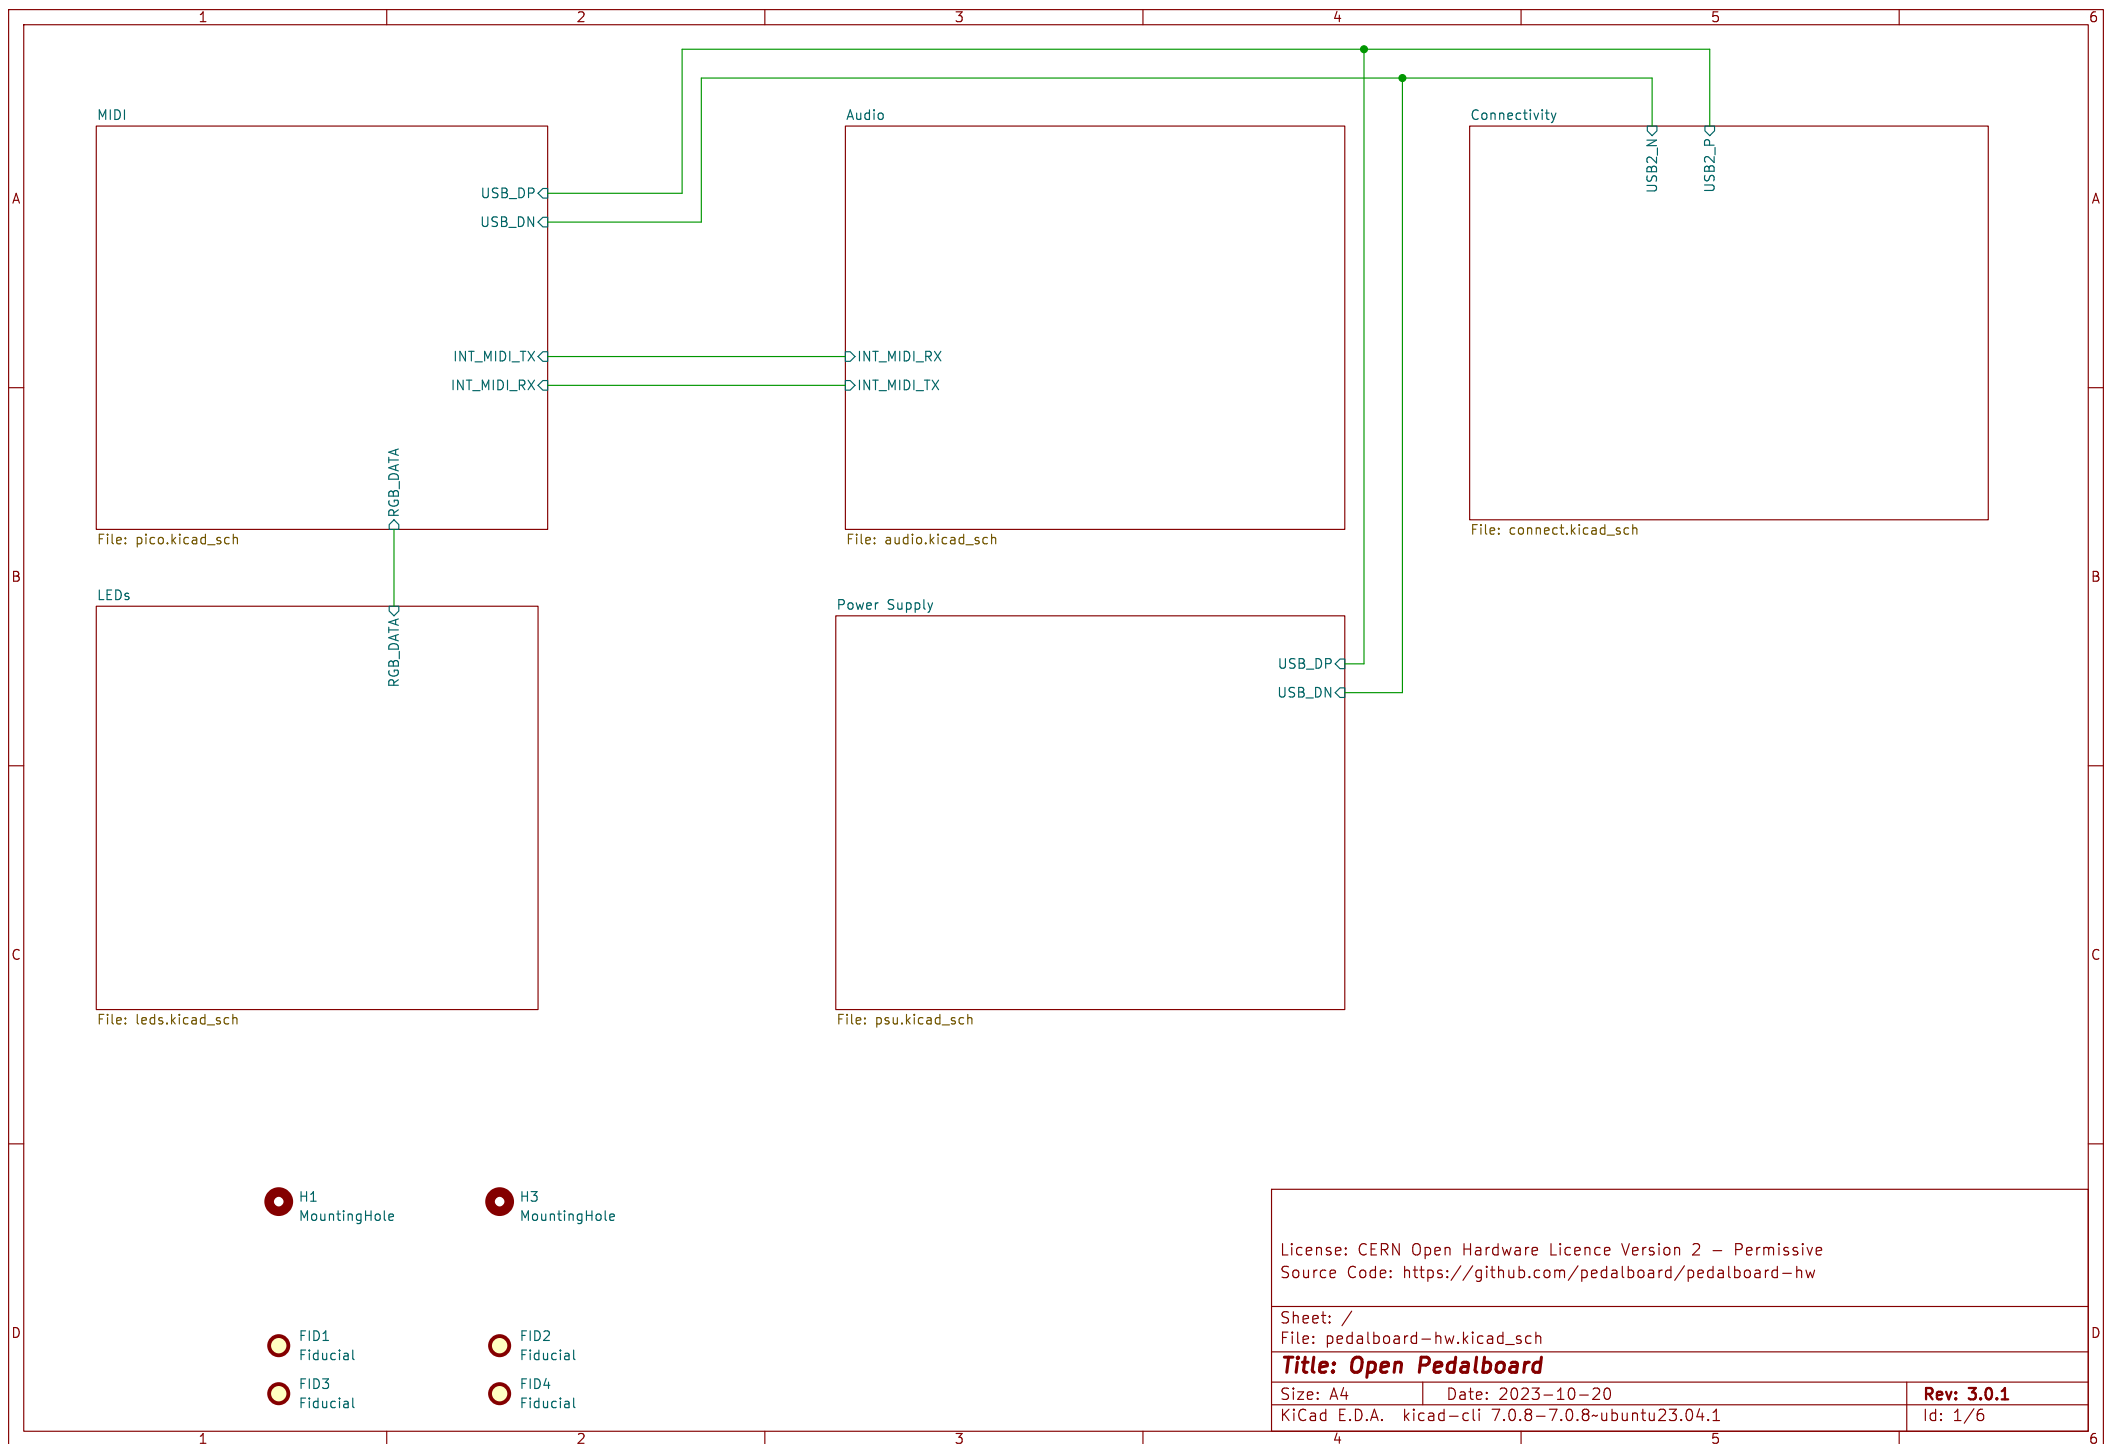 1 2 3 4 5 6
A A
B B
C C
D D
MIDI
USB_DP
USB_DN
INT_MIDI_TX
INT_MIDI_RX
RGB_DATA
File: pico.kicad_sch
Audio
INT_MIDI_RX
INT_MIDI_TX
File: audio.kicad_sch
Connectivity
USB2_N
USB2_P
File: connect.kicad_sch
LEDs
RGB_DATA
File: leds.kicad_sch
Power Supply
USB_DP
USB_DN
File: psu.kicad_sch
H1
MountingHole
H3
MountingHole
FID1
Fiducial
FID2
Fiducial
FID3
Fiducial
FID4
Fiducial
License: CERN Open Hardware Licence Version 2 - Permissive
Source Code: https://github.com/pedalboard/pedalboard-hw
Sheet: /
File: pedalboard-hw.kicad_sch
Title: Open Pedalboard
Size: A4 Date: 2023-10-20 Rev: 3.0.1
KiCad E.D.A. kicad-cli 7.0.8-7.0.8~ubuntu23.04.1 Id: 1/6
1 2 3 4 5 6